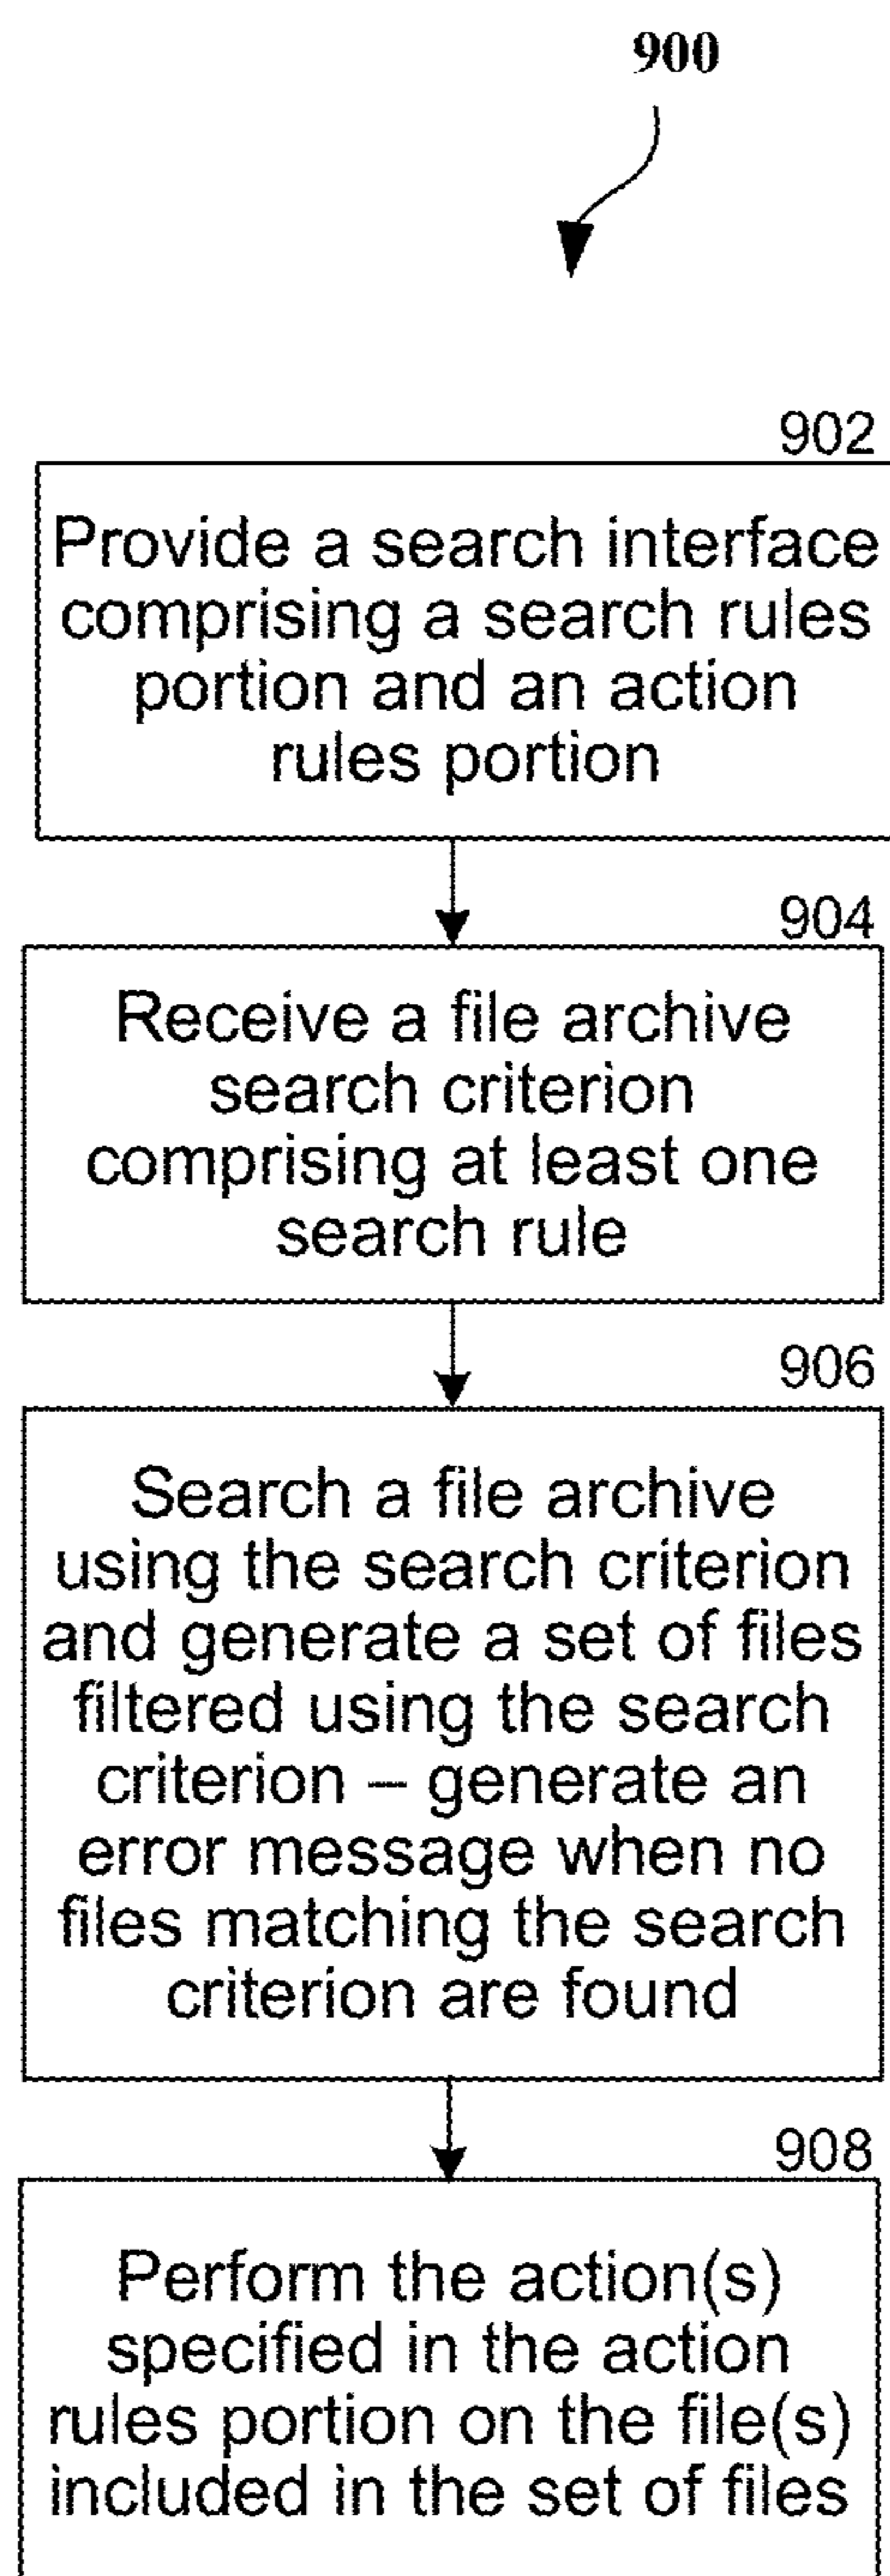 900
902
Provide a search interface
comprising a search rules
portion and an action
rules portion
904
Receive a file archive
search criterion
comprising at least one
search rule
906
Search a file archive
using the search criterion
and generate a set of files
filtered using the search
criterion – generate an
error message when no
files matching the search
criterion are found
908
Perform the action(s)
specified in the action
rules portion on the file(s)
included in the set of files